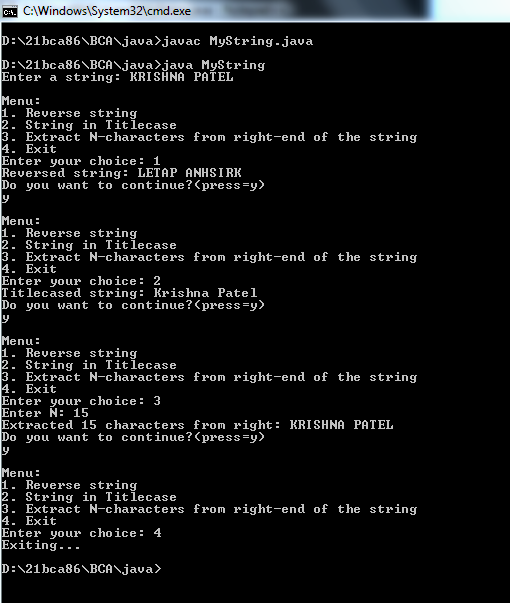 C:\Windows\System32\cmd.exe
D:\21bca86\BCA\java>javac MyString.java
D:\21bca86\BCA\java>java MyString
Enter a string: KRISHNA PATEL
Menu:
1. Reverse string
2. String in Titlecase
3. Extract N-characters from right-end of the string
4. Exit
Enter your choice: 1
Reversed string: LETAP ANHSIRK
Do you want to continue?(press=y)
y
Menu:
1. Reverse string
2. String in Titlecase
3. Extract N-characters from right-end of the string
4. Exit
Enter your choice: 2
Titlecased string: Krishna Patel
Do you want to continue?(press=y)
y
Menu:
1. Reverse string
2. String in Titlecase
3. Extract N-characters from right-end of the string
4. Exit
Enter your choice: 3
Enter N: 15
Extracted 15 characters from right: KRISHNA PATEL
Do you want to continue?(press=y)
y
Menu:
1. Reverse string
2. String in Titlecase
3. Extract N-characters from right-end of the string
4. Exit
Enter your choice: 4
Exiting...
D:\21bca86\BCA\java>